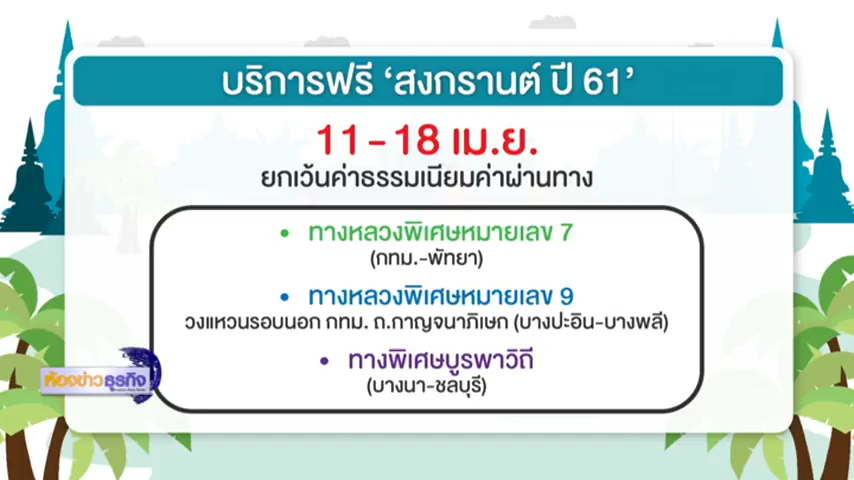 บริการฟรี ‘สงกรานต์ ปี 61’
11-18 เม.ย.
ยกเว้นค่าธรรมเนียมค่าผ่านทาง
• ทางหลวงพิเศษหมายเลข 7
(กทม.-พัทยา)
• ทางหลวงพิเศษหมายเลข 9
วงแหวนรอบนอก กทม. ถ.กาญจนาภิเษก (บางปะอิน-บางพลี)
• ทางพิเศษบูรพาวิถี
(บางนา-ชลบุรี)
ห้องข่าวธุรกิจ